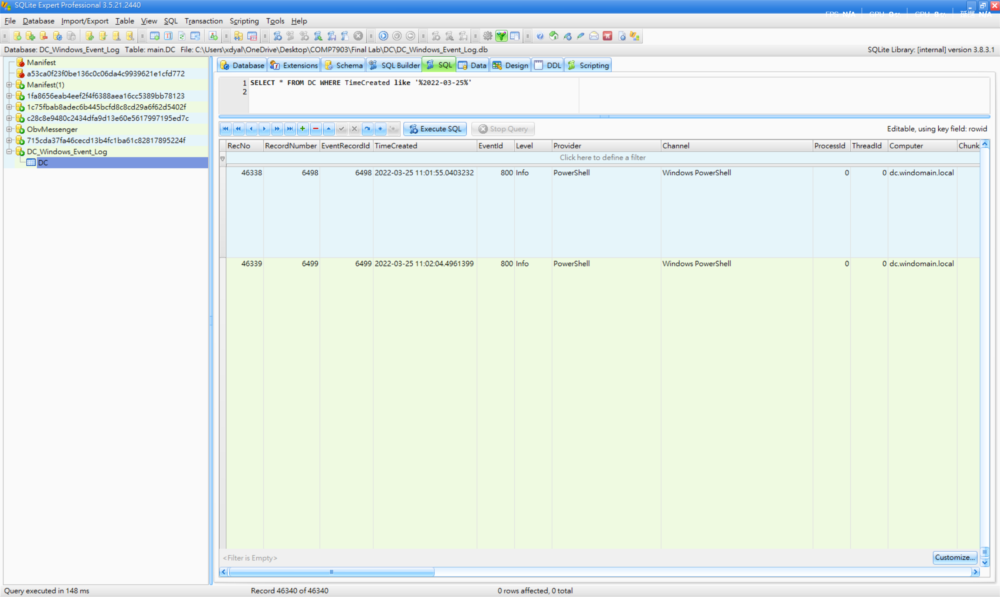 SQLite Expert Professional 3.5.21.2440
FPS N/A GPU 0% CPU 8% 延遲 N/A
File Database Import/Export Table View SQL Transaction Scripting Tools Help
Database: DC_Windows_Event_Log Table: main.DC File: C:\Users\xdyal\OneDrive\Desktop\COMP7903\Final Lab\DC\DC_Windows_Event_Log.db SQLite Library: [internal] version 3.8.3.1
Manifest
a53ca0f23f0be136c0c06da4c9939621e1cfd772
Manifest(1)
1fa8656eab4eef2f4f6388aea16cc5389bb78123
1c75fbab8adec6b445bcfd8c8cd29a6f62d5402f
c28c8e9480c2434dfa9d13e60e5617997195ed7c
ObvMessenger
715cda37fa46cecd13b4fc1ba61c82817895224f
DC_Windows_Event_Log
DC
Database Extensions Schema SQL Builder SQL Data Design DDL Scripting
1 SELECT * FROM DC WHERE TimeCreated like '%2022-03-25%'
2
Execute SQL Stop Query Editable, using key field: rowid
RecNo RecordNumber EventRecordId TimeCreated EventId Level Provider Channel ProcessId ThreadId Computer Chunk
Click here to define a filter
46338 6498 6498 2022-03-25 11:01:55.0403232 800 Info PowerShell Windows PowerShell 0 0 dc.windomain.local
46339 6499 6499 2022-03-25 11:02:04.4961399 800 Info PowerShell Windows PowerShell 0 0 dc.windomain.local
<Filter is Empty> Customize...
Query executed in 148 ms Record 46340 of 46340 0 rows affected, 0 total